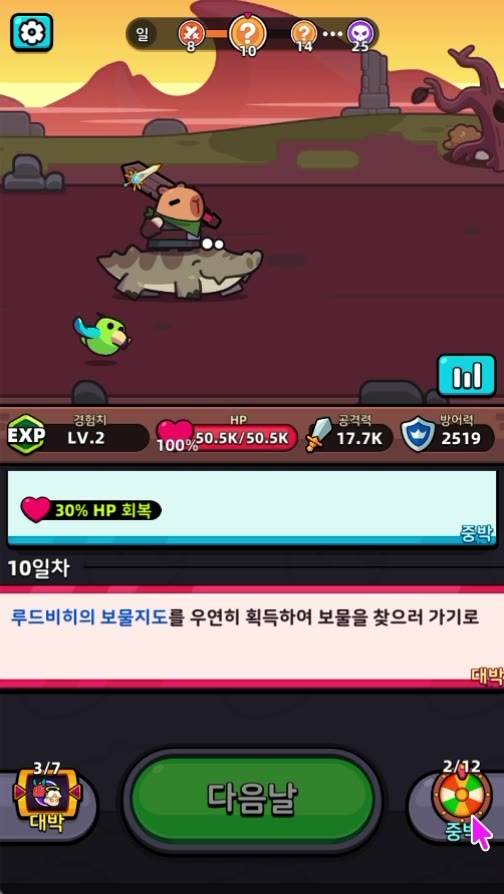 일
8
10
14
25
경험치
HP
공격력
방어력
EXP
LV.2
100%
50.5K/50.5K
17.7K
2519
30% HP 회복
중박
10일차
루드비히의 보물지도를 우연히 획득하여 보물을 찾으러 가기로
대박
3/7
대박
다음날
2/12
중박